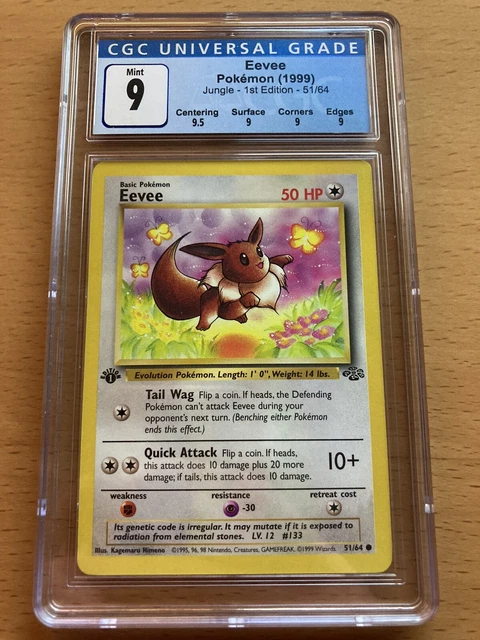 CGC UNIVERSAL GRADE
Mint
9
Eevee
Pokémon (1999)
Jungle - 1st Edition - 51/64
Centering Surface Corners Edges
9.5 9 9 9
Basic Pokémon
Eevee 50 HP
EDITION
1
Evolution Pokémon. Length: 1' 0", Weight: 14 lbs.
Tail Wag Flip a coin. If heads, the Defending
Pokémon can't attack Eevee during your
opponent's next turn. (Benching either Pokémon
ends this effect.)
Quick Attack Flip a coin. If heads,
this attack does 10 damage plus 20 more
damage; if tails, this attack does 10 damage.
10+
weakness resistance retreat cost
-30
Its genetic code is irregular. It may mutate if it is exposed to
radiation from elemental stones. LV. 12 #133
Illus. Kagemaru Himeno ©1995, 96, 98 Nintendo, Creatures, GAMEFREAK. ©1999 Wizards. 51/64